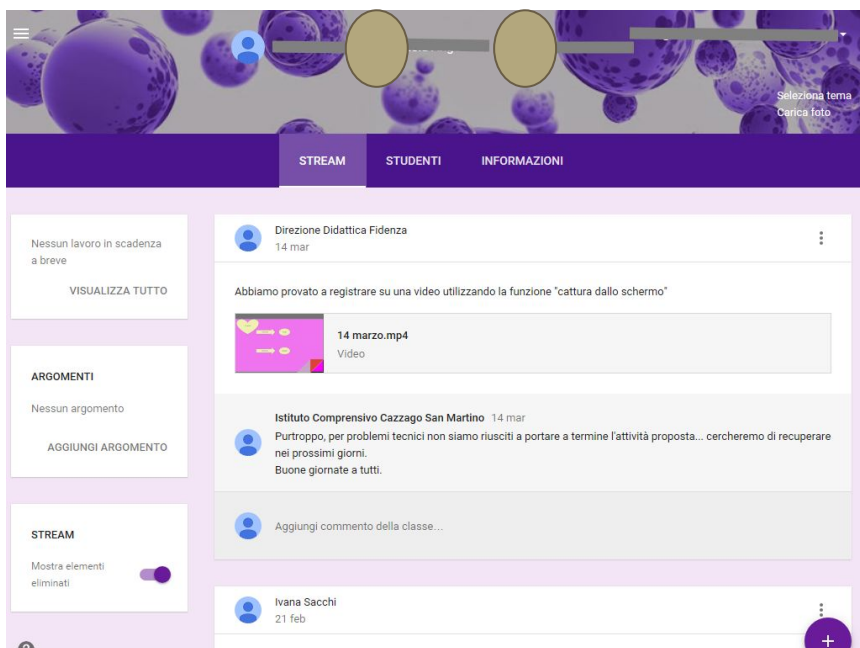 Seleziona tema
Carica foto
STREAM STUDENTI INFORMAZIONI
Nessun lavoro in scadenza
a breve
VISUALIZZA TUTTO
ARGOMENTI
Nessun argomento
AGGIUNGI ARGOMENTO
STREAM
Mostra elementi
eliminati
Direzione Didattica Fidenza
14 mar
Abbiamo provato a registrare su una video utilizzando la funzione "cattura dallo schermo"
14 marzo.mp4
Video
Istituto Comprensivo Cazzago San Martino 14 mar
Purtroppo, per problemi tecnici non siamo riusciti a portare a termine l'attività proposta... cercheremo di recuperare
nei prossimi giorni.
Buone giornate a tutti.
Aggiungi commento della classe...
Ivana Sacchi
21 feb